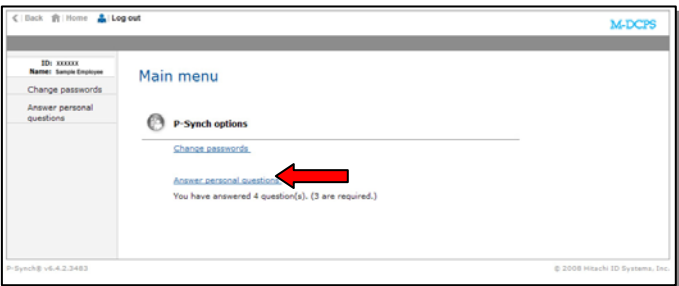 Back Home Log out
M-DCPS
ID: XXXXXX
Name: Sample Employee
Change passwords
Answer personal
questions
Main menu
P-Synch options
Change passwords
Answer personal questions
You have answered 4 question(s). (3 are required.)
P-Synch® v6.4.2.3483
© 2008 Hitachi ID Systems, Inc.